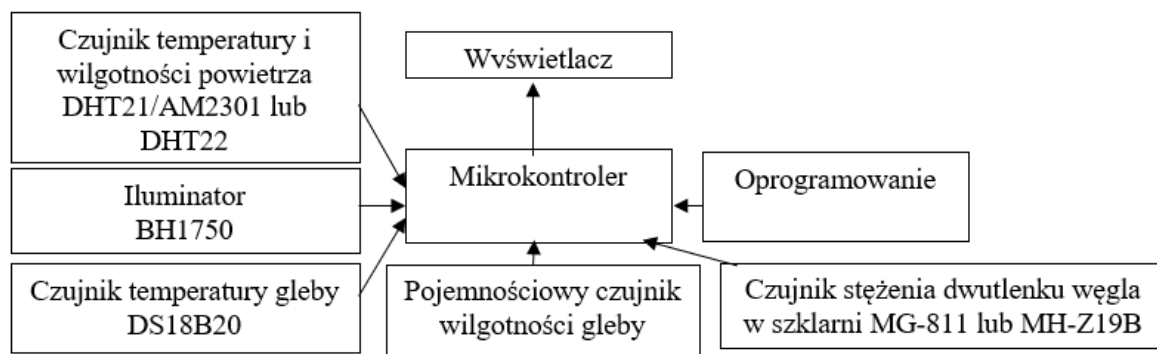 Czujnik temperatury i
wilgotności powietrza
DHT21/AM2301 lub
DHT22
Wvświetlacz
Mikrokontroler
Oprogramowanie
Iluminator
BH1750
Czujnik temperatury gleby
DS18B20
Pojemnościowy czujnik
wilgotności gleby
Czujnik stężenia dwutlenku węgla
w szklarni MG-811 lub MH-Z19B